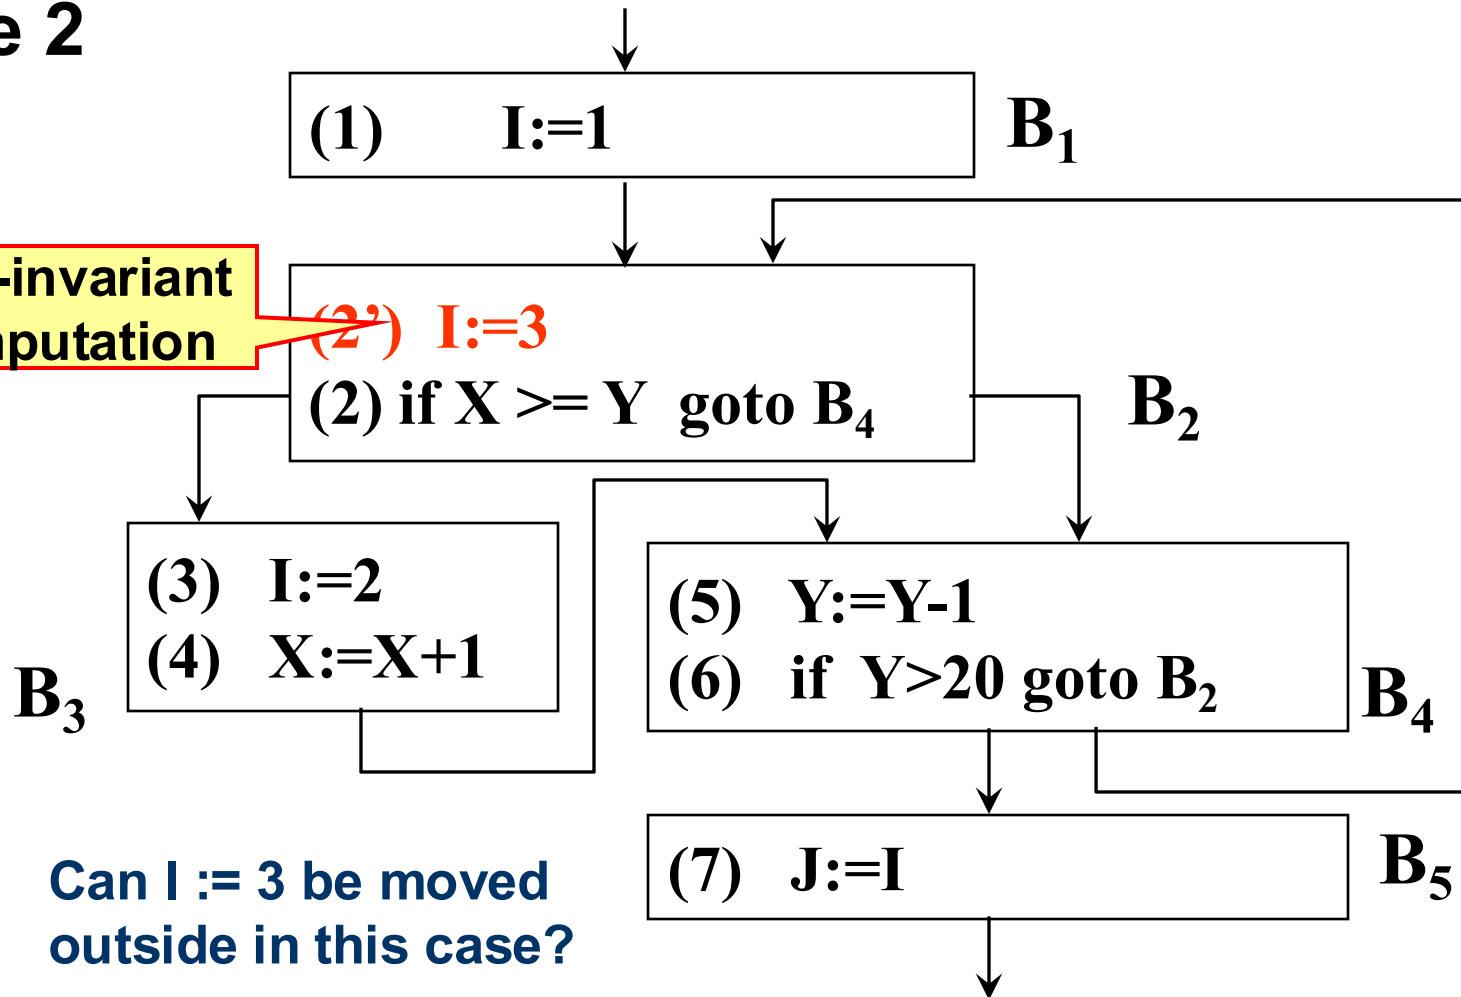 e 2
(1) I:=1
B1
-invariant
putation
(2’) I:=3
(2) if X >= Y goto B4
B2
(3) I:=2
(4) X:=X+1
B3
(5) Y:=Y-1
(6) if Y>20 goto B2
B4
(7) J:=I
B5
Can I := 3 be moved
outside in this case?